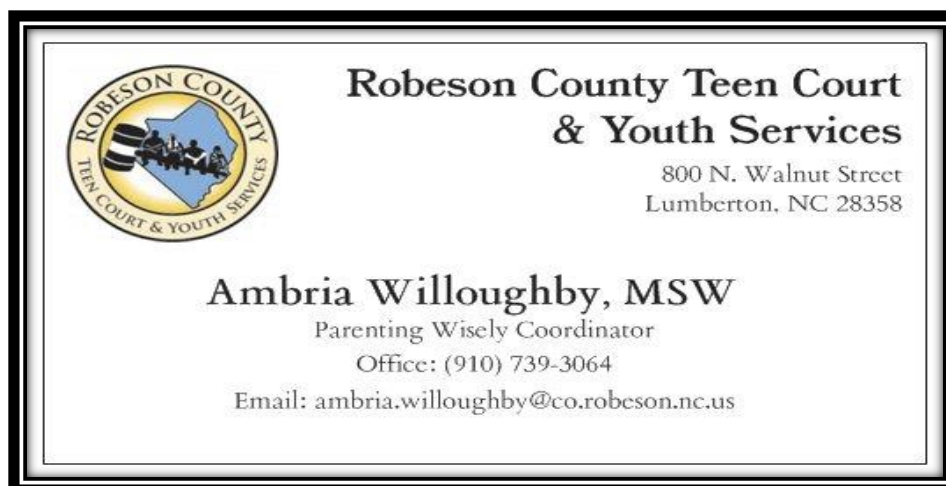 ROBESON COUNTY
TEEN COURT & YOUTH SERVICES
Robeson County Teen Court
& Youth Services
800 N. Walnut Street
Lumberton, NC 28358
Ambria Willoughby, MSW
Parenting Wisely Coordinator
Office: (910) 739-3064
Email: ambria.willoughby@co.robeson.nc.us